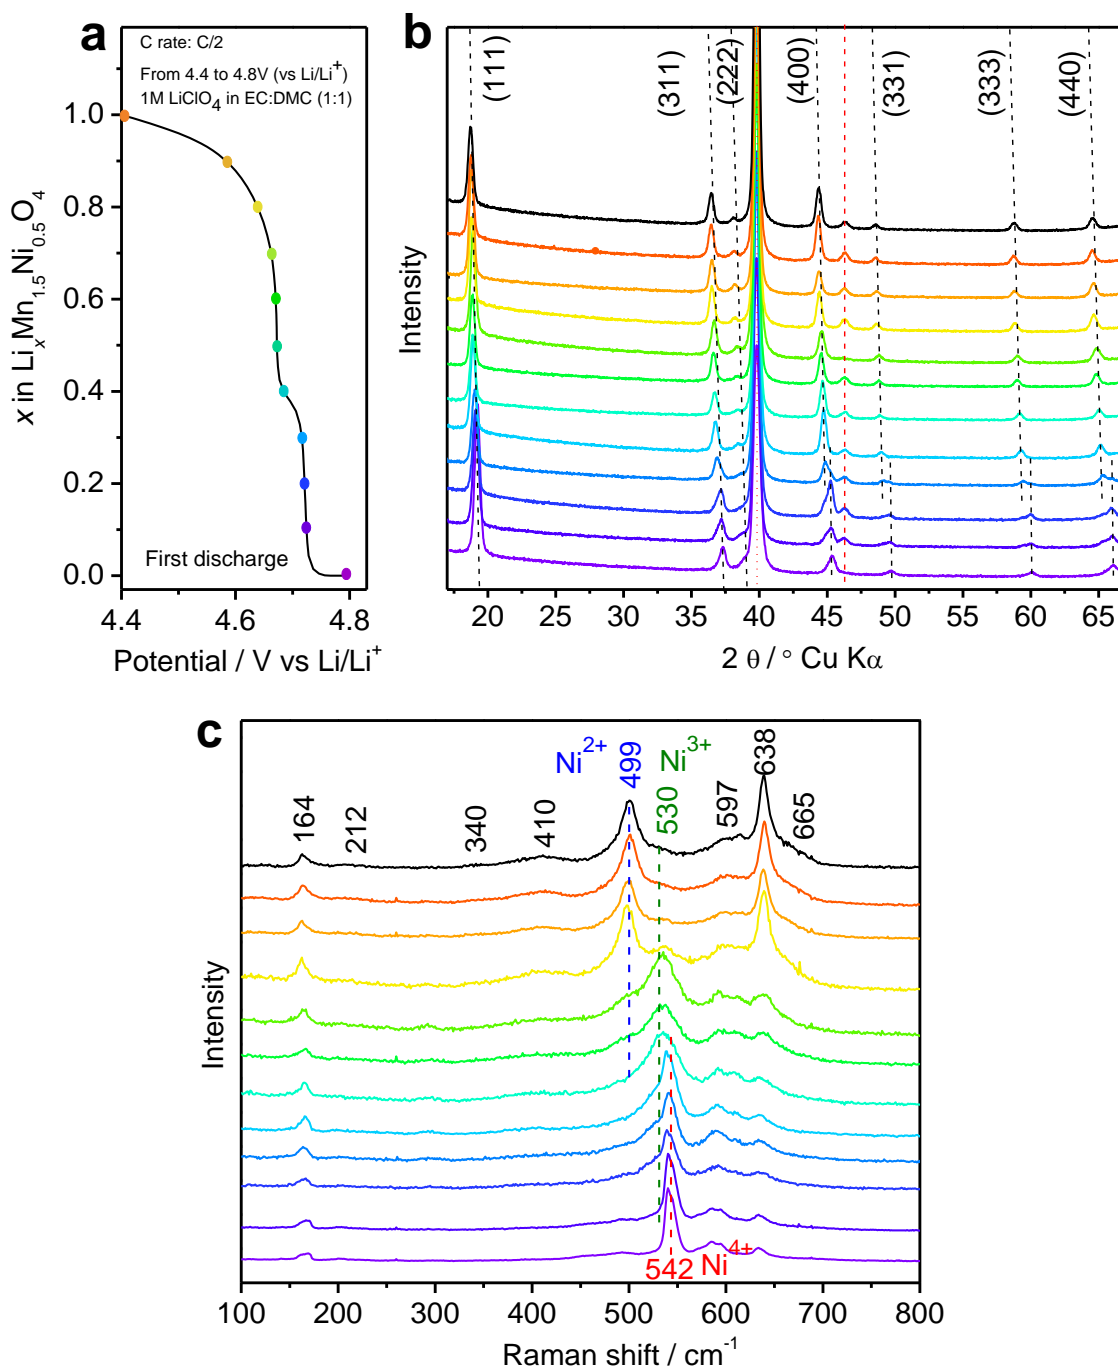 a
C rate: C/2
From 4.4 to 4.8V (vs Li/Li⁺)
1M LiClO₄ in EC:DMC (1:1)
1.0
0.8
0.6
0.4
0.2
0.0
x in LiₓMn₁.₅Ni₀.₅O₄
First discharge
4.4 4.6 4.8
Potential / V vs Li/Li⁺
b
(111) (311) (222) (400) (331) (333) (440)
Intensity
20 25 30 35 40 45 50 55 60 65
2 θ / ° Cu Kα
c
Ni²⁺ 499 Ni³⁺ 530 638
164 212 340 410 597 665
Intensity
542 Ni⁴⁺
100 200 300 400 500 600 700 800
Raman shift / cm⁻¹